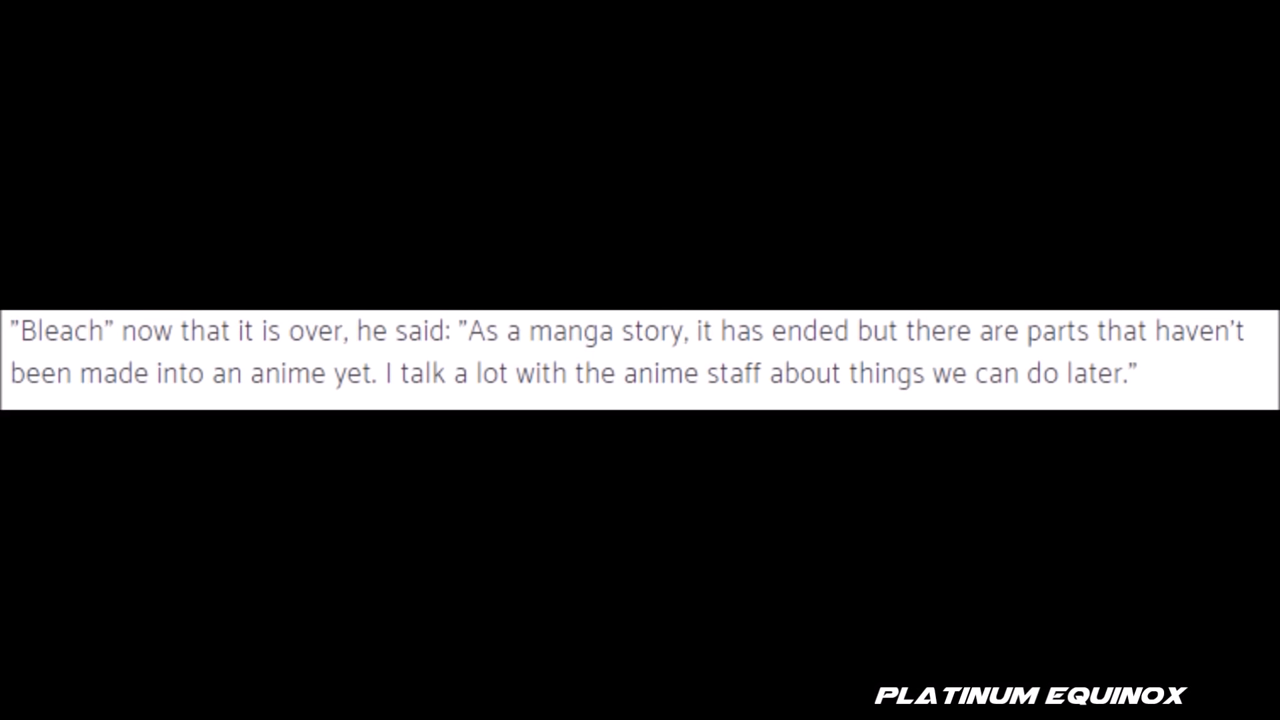 ”Bleach” now that it is over, he said: ”As a manga story, it has ended but there are parts that haven’t
been made into an anime yet. I talk a lot with the anime staff about things we can do later.”
PLATINUM EQUINOX